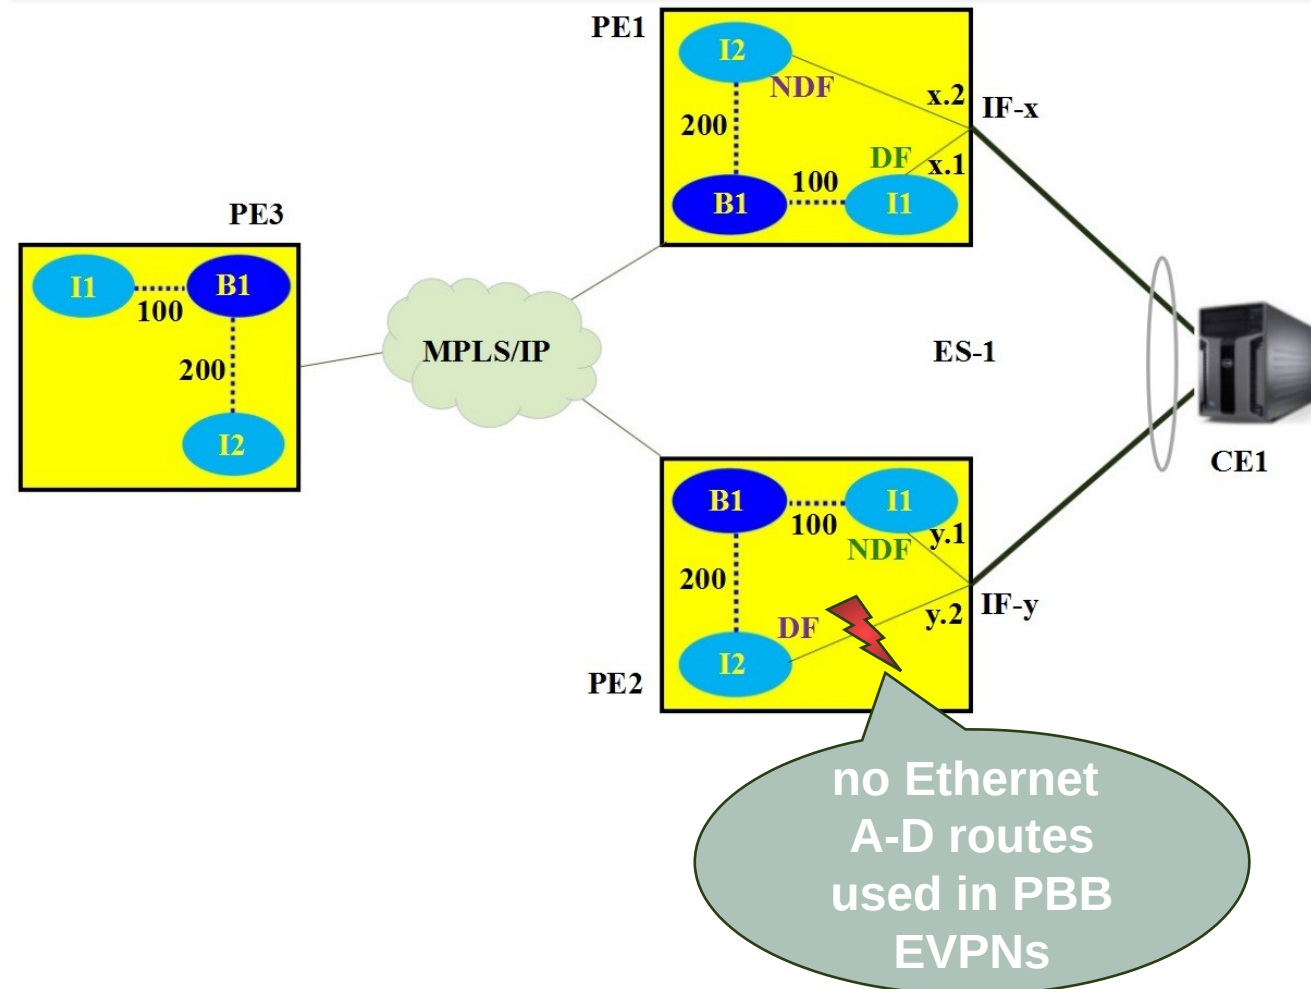 PE1
I2
NDF
x.2
IF-x
200
DF
x.1
B1
100
I1
PE3
I1
100
B1
200
I2
MPLS/IP
ES-1
CE1
B1
100
I1
y.1
NDF
200
y.2
IF-y
DF
I2
PE2
no Ethernet
A-D routes
used in PBB
EVPNs